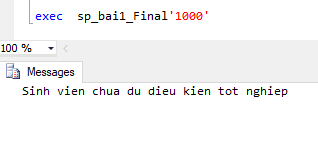 exec sp_bai1_Final'1000'
100 %
Messages
Sinh vien chua du dieu kien tot nghiep